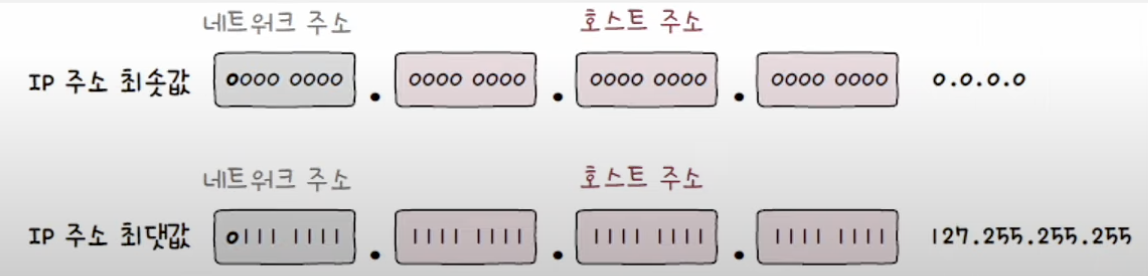 네트워크 주소 호스트 주소
IP 주소 최솟값 0000 0000 . 0000 0000 . 0000 0000 . 0000 0000 0.0.0.0
네트워크 주소 호스트 주소
IP 주소 최댓값 0111 1111 . 1111 1111 . 1111 1111 . 1111 1111 127.255.255.255